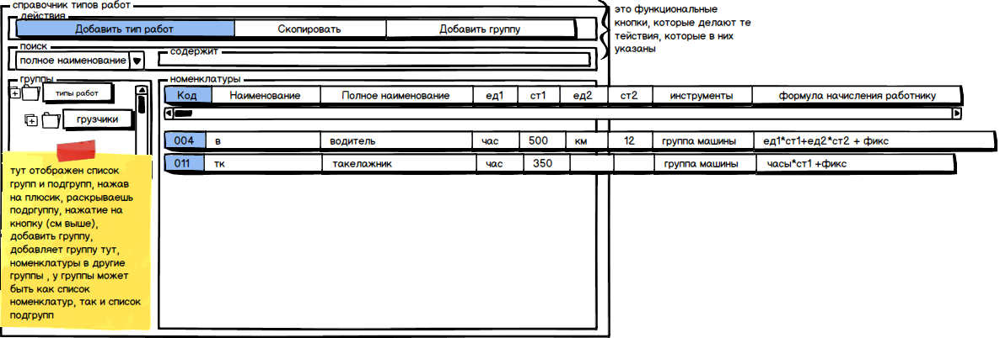 справочник типов работ
действия
Добавить тип работ Скопировать Добавить группу
это функциональные
кнопки, которые делают те
тействия, которые в них
указаны
поиск
полное наименование
содержит
группы
типы работ
грузчики
номенклатуры
Код Наименование Полное наименование ед1 ст1 ед2 ст2 инструменты формула начисления работнику
004 в водитель час 500 км 12 группа машины ед1*ст1+ед2*ст2 + фикс
011 тк такелажник час 350 группа машины часы*ст1 +фикс
тут отображен список
групп и подгрупп, нажав
на плюсик, раскрываешь
подргуппу, нажатие на
кнопку (см выше),
добавить группу,
добавляет группу тут,
номенклатуры в другие
группы , у группы может
быть как список
номенклатур, так и список
подгрупп